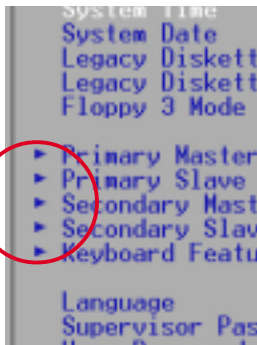 System Time
System Date
Legacy Diskett
Legacy Diskett
Floppy 3 Mode
Primary Master
Primary Slave
Secondary Mast
Secondary Slav
Keyboard Featu
Language
Supervisor Pas